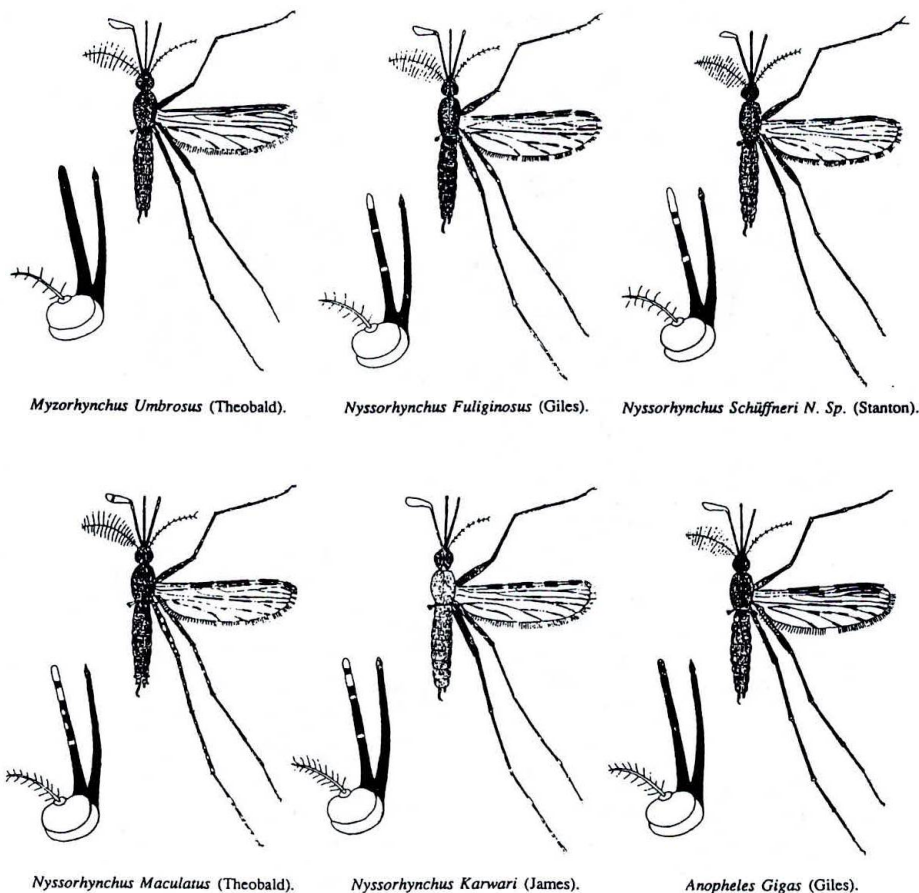 Myzorhynchus Umbrosus (Theobald).
Nyssorhynchus Fuliginosus (Giles).
Nyssorhynchus Schüffneri N. Sp. (Stanton).
Nyssorhynchus Maculatus (Theobald).
Nyssorhynchus Karwari (James).
Anopheles Gigas (Giles).